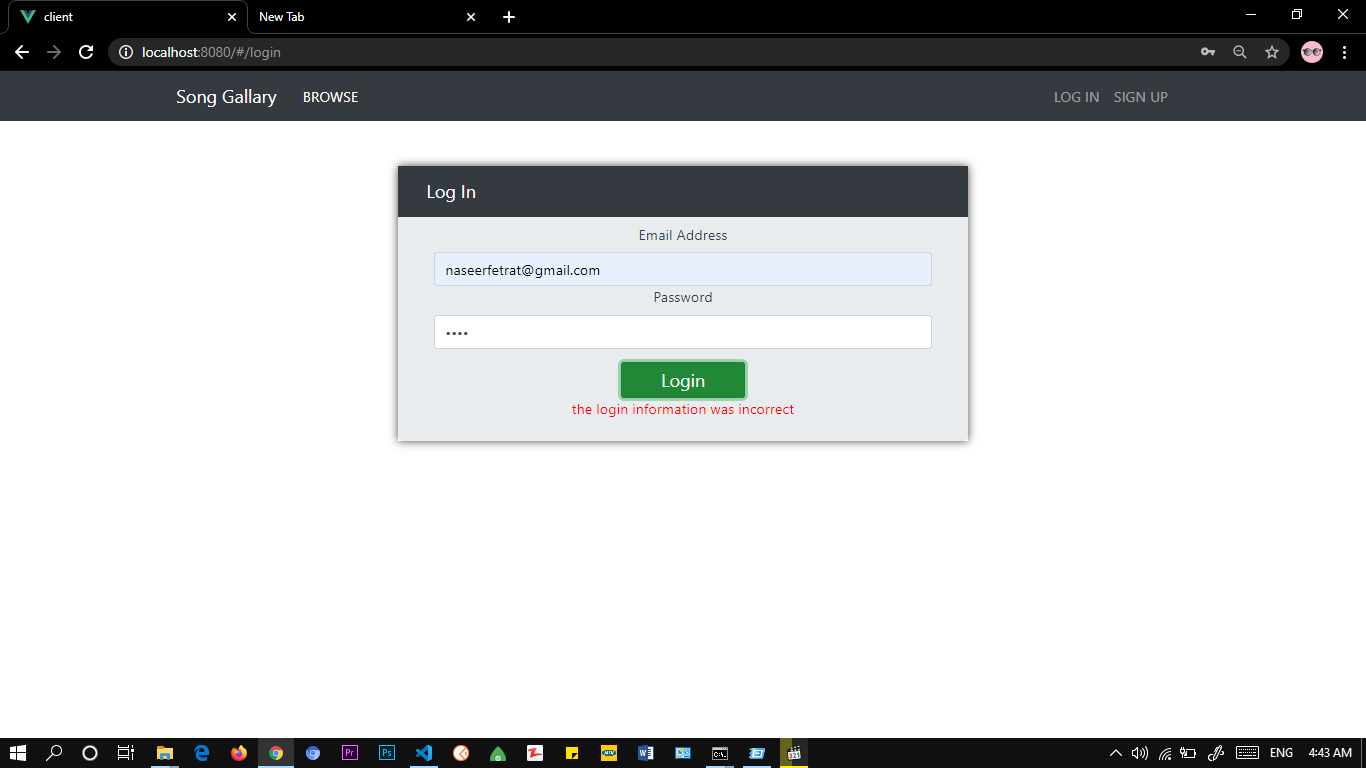 client
New Tab
localhost:8080/#/login
Song Gallary BROWSE LOG IN SIGN UP
Log In
Email Address
naseerfetrat@gmail.com
Password
••••
Login
the login information was incorrect
ENG 4:43 AM